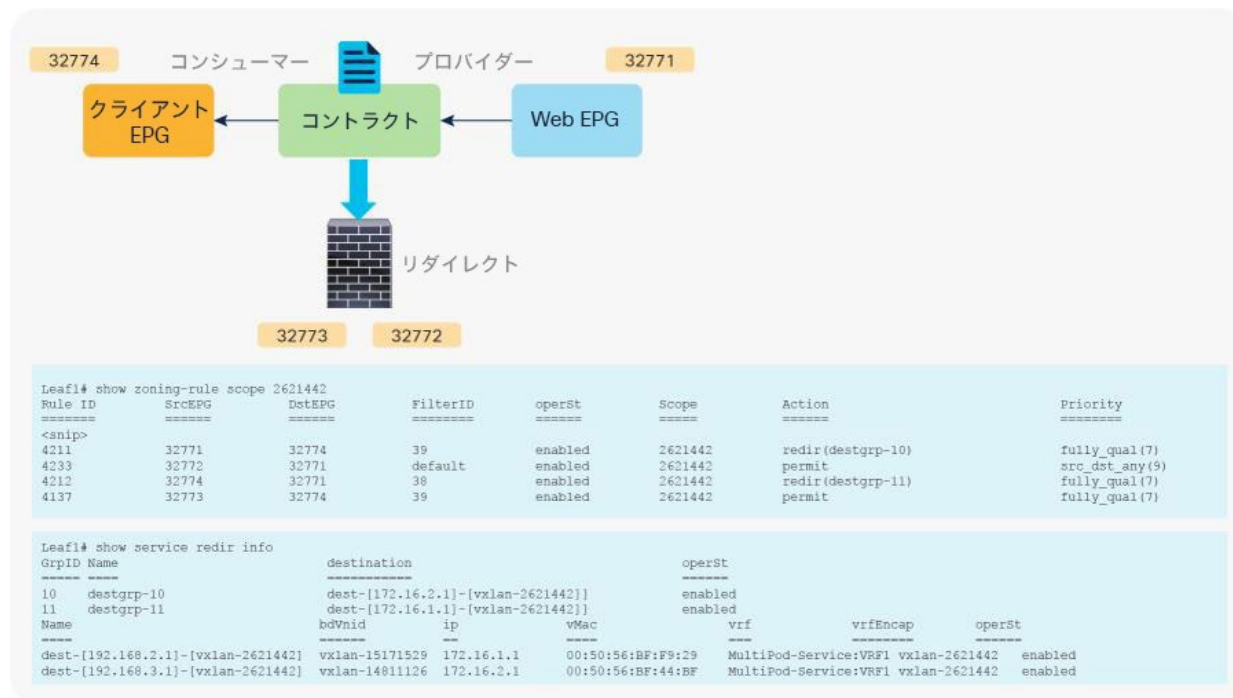 32774 コンシューマー プロバイダー 32771
クライアント
EPG
コントラクト
Web EPG
リダイレクト
32773 32772
Leaf1# show zoning-rule scope 2621442
Rule ID SrcEPG DstEPG FilterID operSt Scope Action Priority
======= ====== ====== ======== ====== ===== ====== ========
<snip>
4211 32771 32774 39 enabled 2621442 redir(destgrp-10) fully_qual(7)
4233 32772 32771 default enabled 2621442 permit src_dst_any(9)
4212 32774 32771 38 enabled 2621442 redir(destgrp-11) fully_qual(7)
4137 32773 32774 39 enabled 2621442 permit fully_qual(7)
Leaf1# show service redir info
GrpID Name destination operSt
===== ==== =========== ======
10 destgrp-10 dest-[172.16.2.1]-[vxlan-2621442]] enabled
11 destgrp-11 dest-[172.16.1.1]-[vxlan-2621442]] enabled
Name bdVnid ip vMac vrf vrfEncap operSt
==== ====== == ==== === ======== ======
dest-[192.168.2.1]-[vxlan-2621442] vxlan-15171529 172.16.1.1 00:50:56:BF:F9:29 MultiPod-Service:VRF1 vxlan-2621442 enabled
dest-[192.168.3.1]-[vxlan-2621442] vxlan-14811126 172.16.2.1 00:50:56:BF:44:BF MultiPod-Service:VRF1 vxlan-2621442 enabled